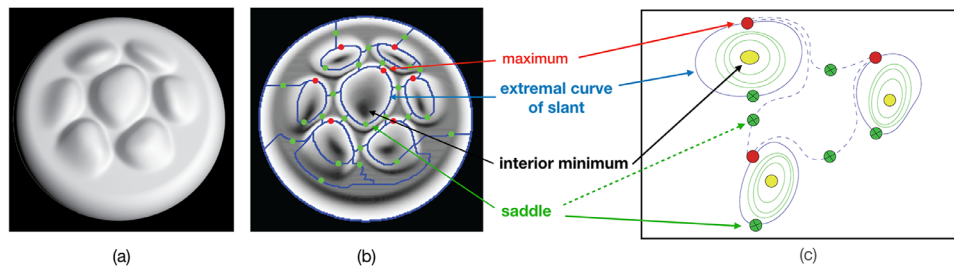 maximum
extremal curve
of slant
interior minimum
saddle
(a)
(b)
(c)